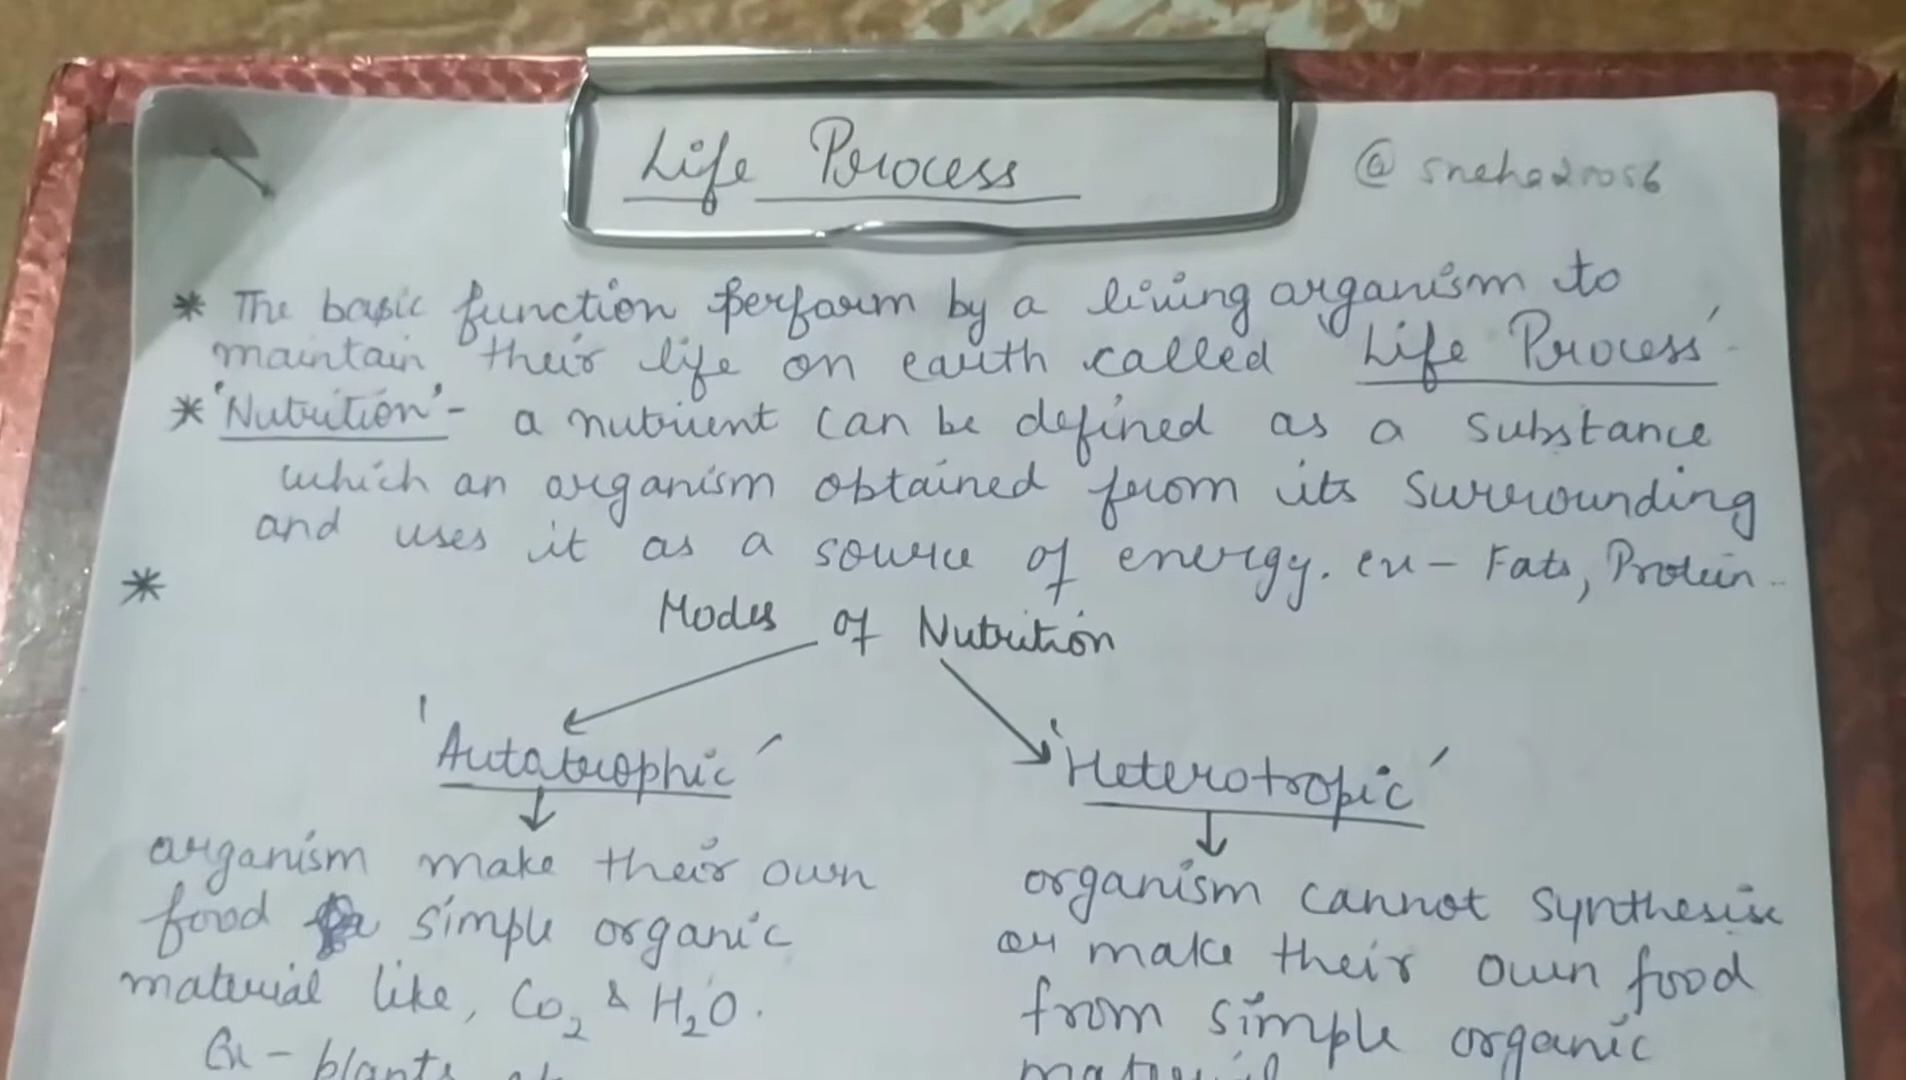 Life Process
@sneha2056
* The basic function perform by a living organism to
maintain their life on earth called 'Life Process'
* 'Nutrition' - a nutrient can be defined as a substance
which an organism obtained from its surrounding
and uses it as a source of energy. ex - Fats, Protein
*
Modes of Nutrition
'Autotrophic'
'Heterotropic'
organism make their own
food simple organic
material like, CO2 & H2O.
Ex - plants
organism cannot synthesise
or make their own food
from simple organic
material